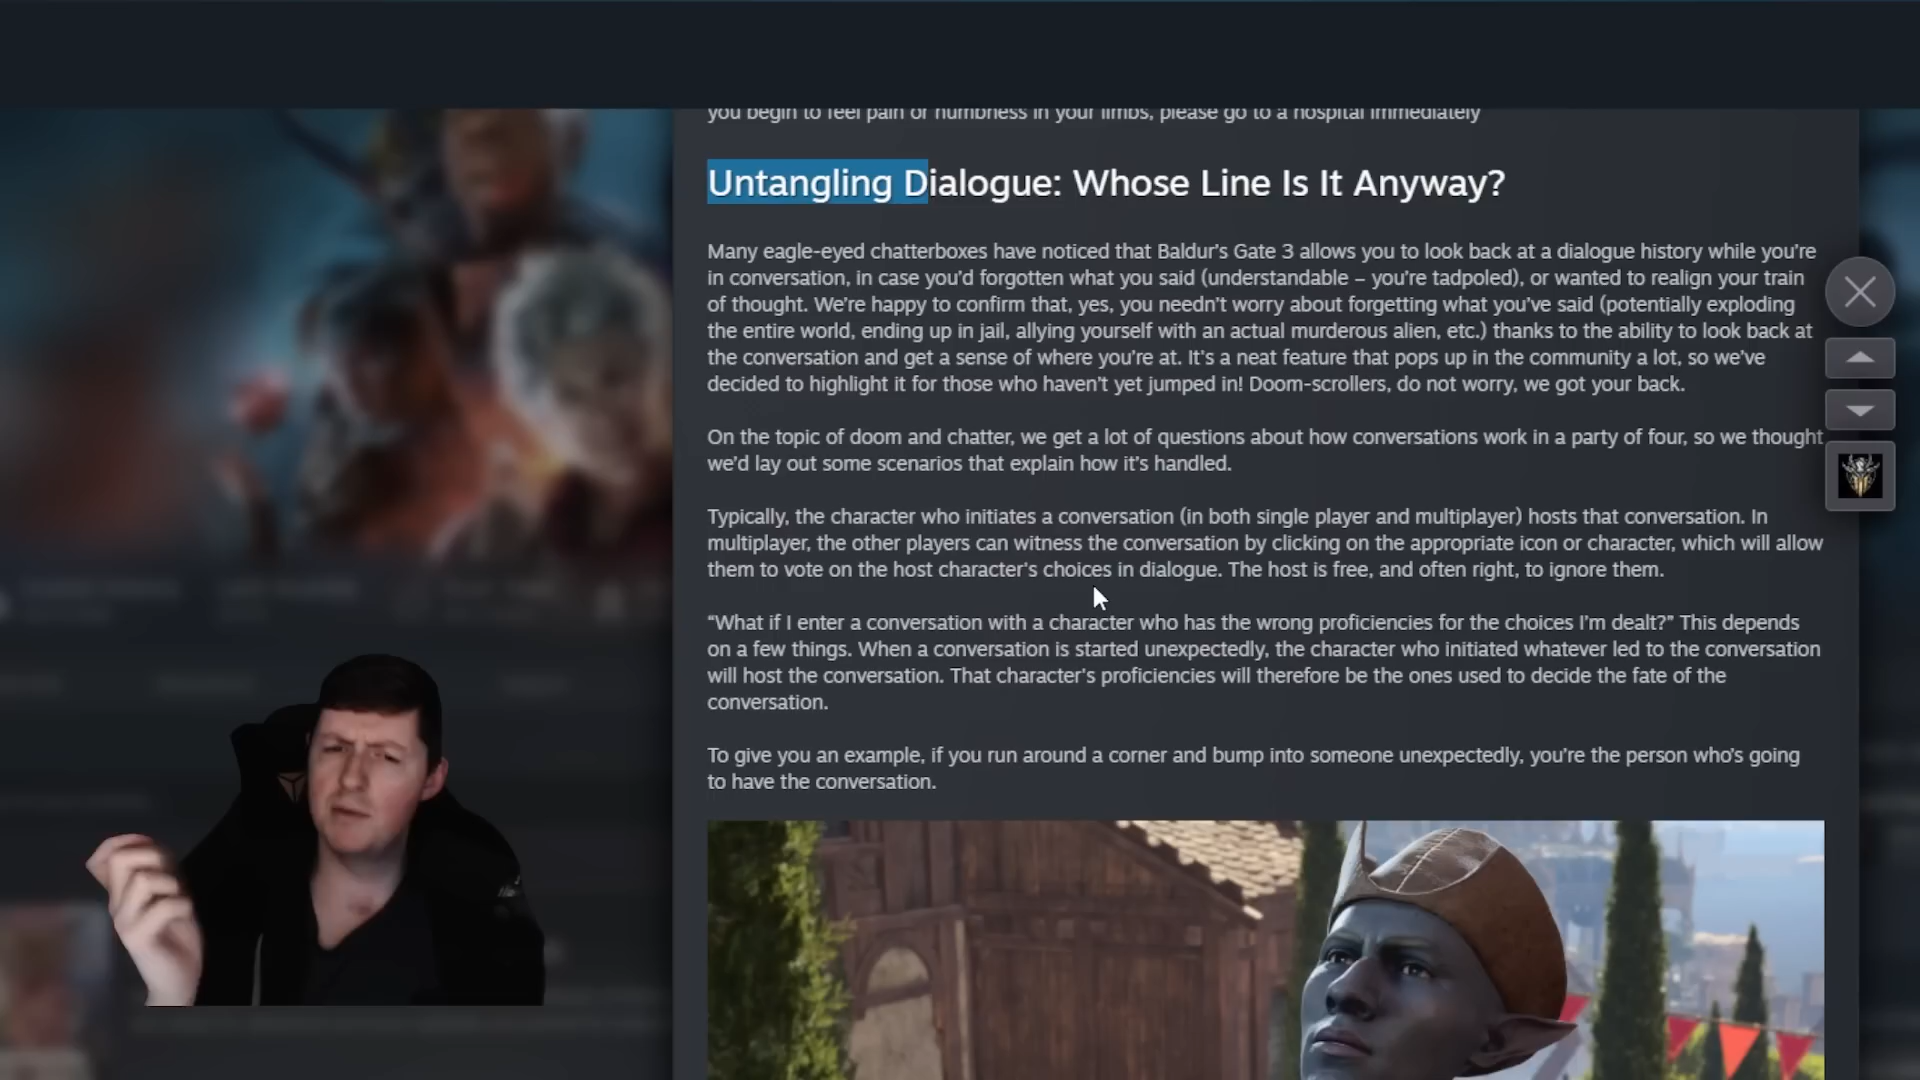 you begin to feel pain or numbness in your limbs, please go to a hospital immediately
Untangling Dialogue: Whose Line Is It Anyway?
Many eagle-eyed chatterboxes have noticed that Baldur's Gate 3 allows you to look back at a dialogue history while you're
in conversation, in case you'd forgotten what you said (understandable – you're tadpoled), or wanted to realign your train
of thought. We're happy to confirm that, yes, you needn't worry about forgetting what you've said (potentially exploding
the entire world, ending up in jail, allying yourself with an actual murderous alien, etc.) thanks to the ability to look back at
the conversation and get a sense of where you're at. It's a neat feature that pops up in the community a lot, so we've
decided to highlight it for those who haven't yet jumped in! Doom-scrollers, do not worry, we got your back.
On the topic of doom and chatter, we get a lot of questions about how conversations work in a party of four, so we thought
we'd lay out some scenarios that explain how it's handled.
Typically, the character who initiates a conversation (in both single player and multiplayer) hosts that conversation. In
multiplayer, the other players can witness the conversation by clicking on the appropriate icon or character, which will allow
them to vote on the host character's choices in dialogue. The host is free, and often right, to ignore them.
“What if I enter a conversation with a character who has the wrong proficiencies for the choices I'm dealt?” This depends
on a few things. When a conversation is started unexpectedly, the character who initiated whatever led to the conversation
will host the conversation. That character's proficiencies will therefore be the ones used to decide the fate of the
conversation.
To give you an example, if you run around a corner and bump into someone unexpectedly, you're the person who's going
to have the conversation.